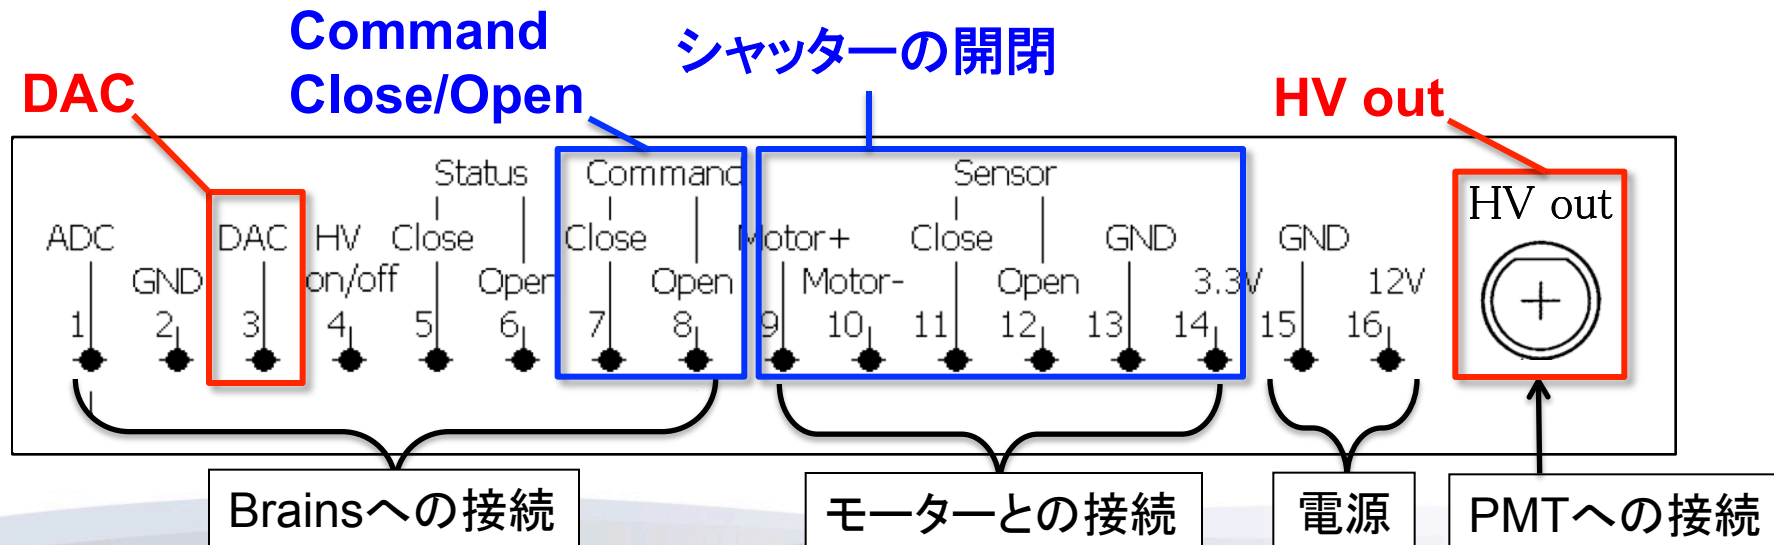 Command
Close/Open
シャッターの開閉
DAC
HV out
Status
Command
Sensor
HV out
ADC
DAC
HV
Close
Close
Motor+
Close
GND
GND
GND
on/off
Open
Open
Motor-
Open
3.3V
12V
1
2
3
4
5
6
7
8
9
10
11
12
13
14
15
16
Brainsへの接続
モーターとの接続
電源
PMTへの接続